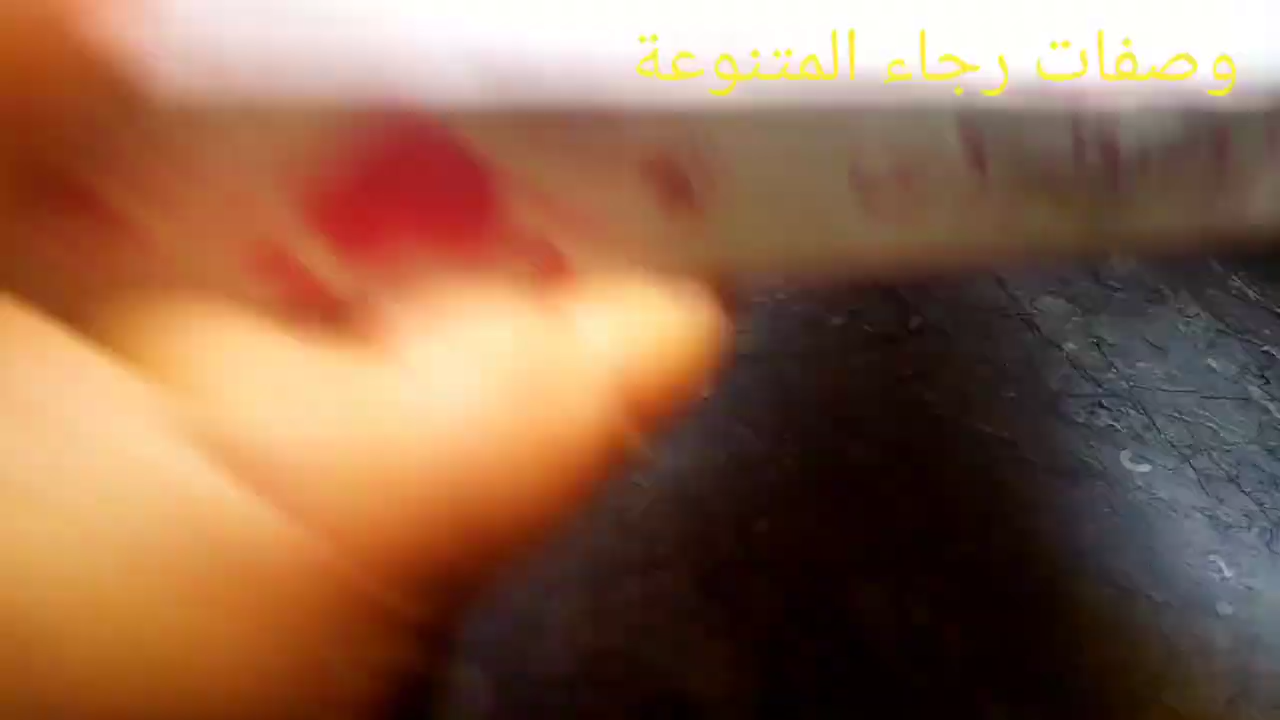 وصفات رجاء المتنوعة